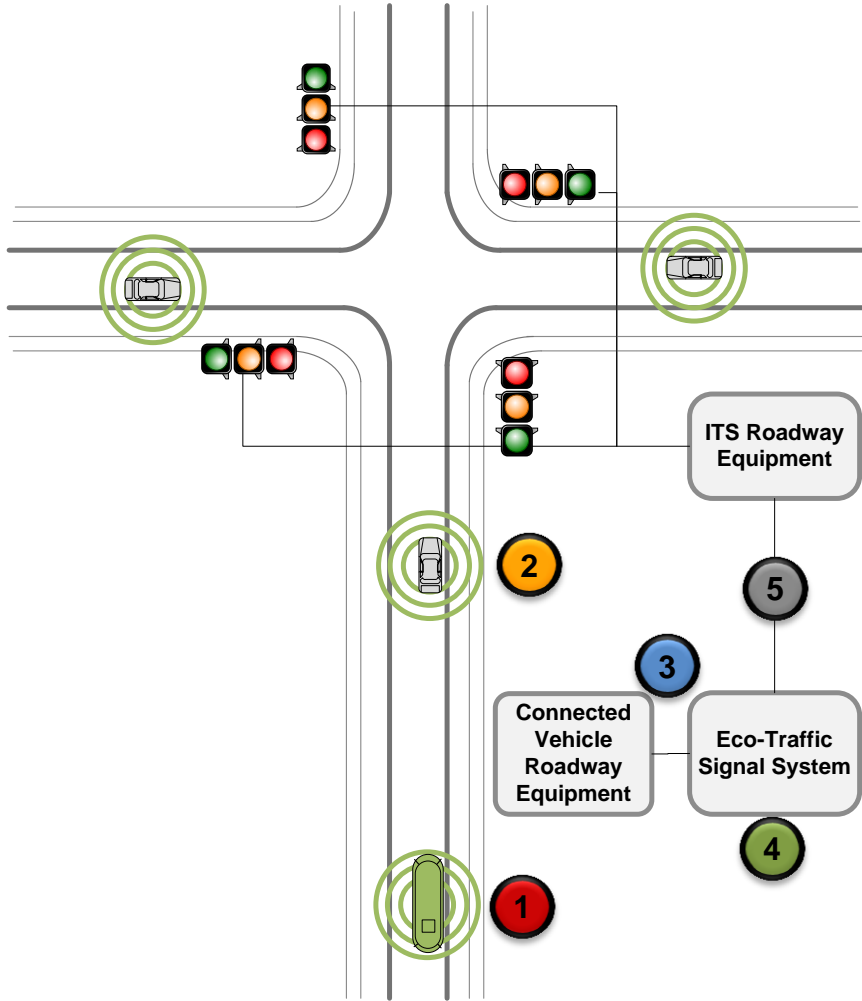 ITS Roadway
Equipment
2
5
3
Connected
Vehicle
Roadway
Equipment
Eco-Traffic
Signal System
4
1